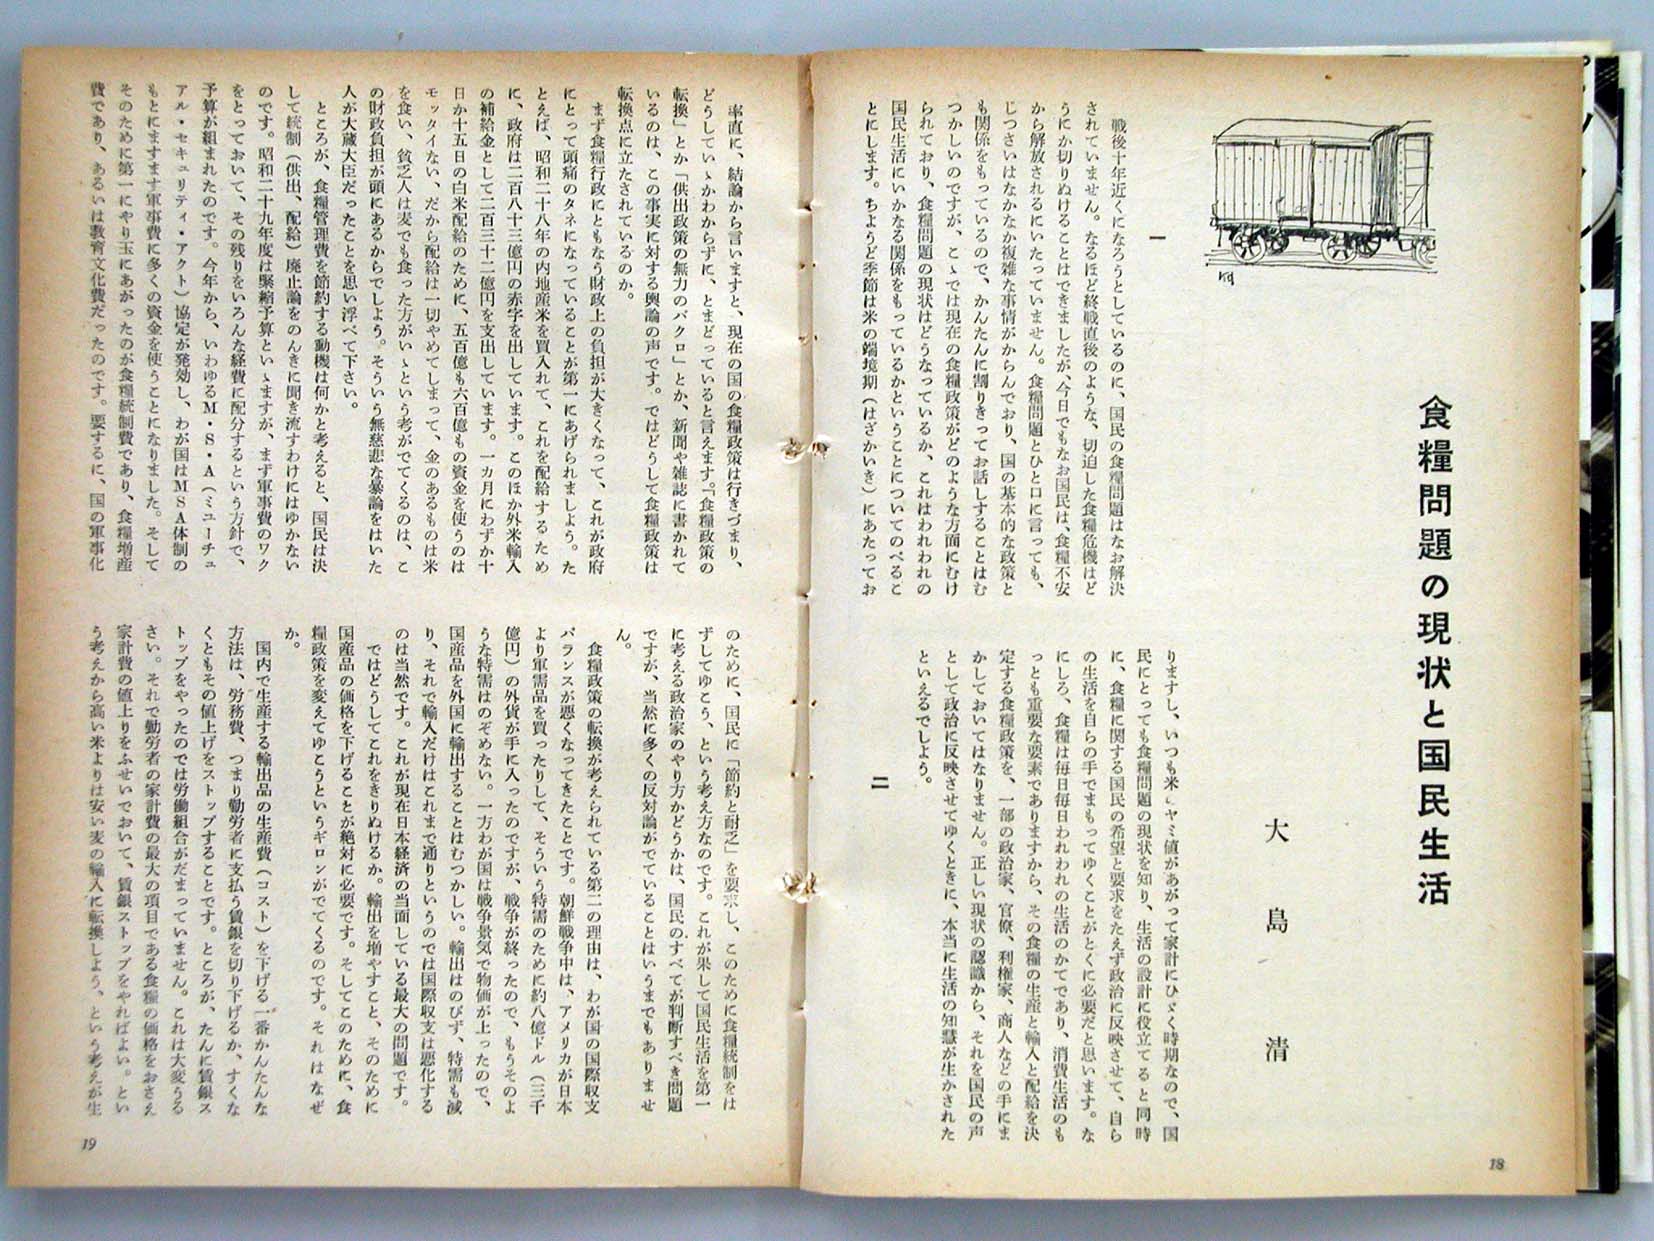 食糧問題の現状と国民生活
大島清
一
戦後十年近くになろうとしているのに、国民の食糧問題はなお解決
されていません。なるほど終戦直後のような、切迫した食糧危機はど
うにか切りぬけることはできましたが、今日でもなお国民は、食糧不安
から解放されるにいたっていません。食糧問題とひと口に言っても、
じつさいはなかなか複雑な事情がからんでおり、国の基本的な政策と
も関係をもっているので、かんたんに割りきってお話しすることはむ
つかしいのですが、こゝでは現在の食糧政策がどのような方面にむけ
られており、食糧問題の現状はどうなっているか、これはわれわれの
国民生活にいかなる関係をもっているかということについてのべるこ
とにします。ちようど季節は米の端境期（はざかいき）にあたってお
りますし、いつも米ヤミ値があがって家計にひゞく時期なので、国
民にとっても食糧問題の現状を知り、生活の設計に役立てると同時
に、食糧に関する国民の希望と要求をたえず政治に反映させて、自ら
の生活を自らの手でまもってゆくことがとくに必要だと思います。な
にしろ、食糧は毎日毎日われわれの生活のかてであり、消費生活のも
っとも重要な要素でありますから、その食糧の生産と輸入と配給を決
定する食糧政策を、一部の政治家、官僚、利権家、商人などの手にま
かしておいてはなりません。正しい現状の認識から、それを国民の声
として政治に反映させてゆくときに、本当に生活の知慧が生かされた
といえるでしよう。
二
18
率直に、結論から言いますと、現在の国の食糧政策は行きづまり、
どうしていゝかわからずに、とまどっていると言えます。「食糧政策の
転換」とか「供出政策の無力のバクロ」とか、新聞や雑誌に書かれて
いるのは、この事実に対する輿論の声です。ではどうして食糧政策は
転換点に立たされているのか。
まず食糧行政にともなう財政上の負担が大きくなって、これが政府
にとって頭痛のタネになっていることが第一にあげられましよう。た
とえば、昭和二十八年の内地産米を買入れて、これを配給するため
に、政府は二百八十三億円の赤字を出しています。このほか外米輸入
の補給金として二百三十二億円を支出しています。一カ月にわずか十
日か十五日の白米配給のために、五百億も六百億もの資金を使うのは
モッタイない、だから配給は一切やめてしまって、金のあるものは米
を食い、貧乏人は麦でも食った方がいゝという考がでてくるのは、こ
の財政負担が頭にあるからでしよう。そういう無慈悲な暴論をはいた
人が大蔵大臣だったことを思い浮べて下さい。
ところが、食糧管理費を節約する動機は何かと考えると、国民は決
して統制（供出、配給）廃止論をのんきに聞き流すわけにはゆかない
のです。昭和二十九年度は緊縮予算といゝますが、まず軍事費のワク
をとっておいて、その残りをいろんな経費に配分するという方針で、
予算が組まれたのです。今年から、いわゆるM・S・A（ミューチュ
アル・セキュリティ・アクト）協定が発効し、わが国はMSA体制の
もとにますます軍事費に多くの資金を使うことになりました。そして
そのために第一にやり玉にあがったのが食糧統制費であり、食糧増産
費であり、あるいは教育文化費だったのです。要するに、国の軍事化
のために、国民に「節約と耐乏」を要求し、このために食糧統制をは
ずしてゆこう、という考え方なのです。これが果して国民生活を第一
に考える政治家のやり方かどうかは、国民のすべてが判断すべき問題
ですが、当然に多くの反対論がでていることはいうまでもありませ
ん。
食糧政策の転換が考えられている第二の理由は、わが国の国際収支
バランスが悪くなってきたことです。朝鮮戦争中は、アメリカが日本
より軍需品を買ったりして、そういう特需のために約八億ドル（三千
億円）の外貨が手に入ったのですが、戦争が終ったので、もうそのよ
うな特需はのぞめない。一方わが国は戦争景気で物価が上ったので、
国産品を外国に輸出することはむつかしい。輸出はのびず、特需も減
り、それで輸入だけはこれまで通りというのでは国際収支は悪化する
のは当然です。これが現在日本経済の当面している最大の問題です。
ではどうしてこれをきりぬけるか。輸出を増やすこと、そのために
国産品の価格を下げることが絶対に必要です。そしてこのために、食
糧政策を変えてゆこうというギロンがでてくるのです。それはなぜ
か。
国内で生産する輸出品の生産費（コスト）を下げる一番かんたんな
方法は、労務費、つまり勤労者に支払う賃銀を切り下げるか、すくな
くともその値上げをストップすることです。ところが、たんに賃銀ス
トップをやったのでは労働組合がだまっていません。これは大変うる
さい。それで勤労者の家計費の最大の項目である食糧の価格をおさえ
家計費の値上りをふせいでおいて、賃銀ストップをやればよい。とい
う考えから高い米よりは安い麦の輸入に転換しよう、という考えが生
19